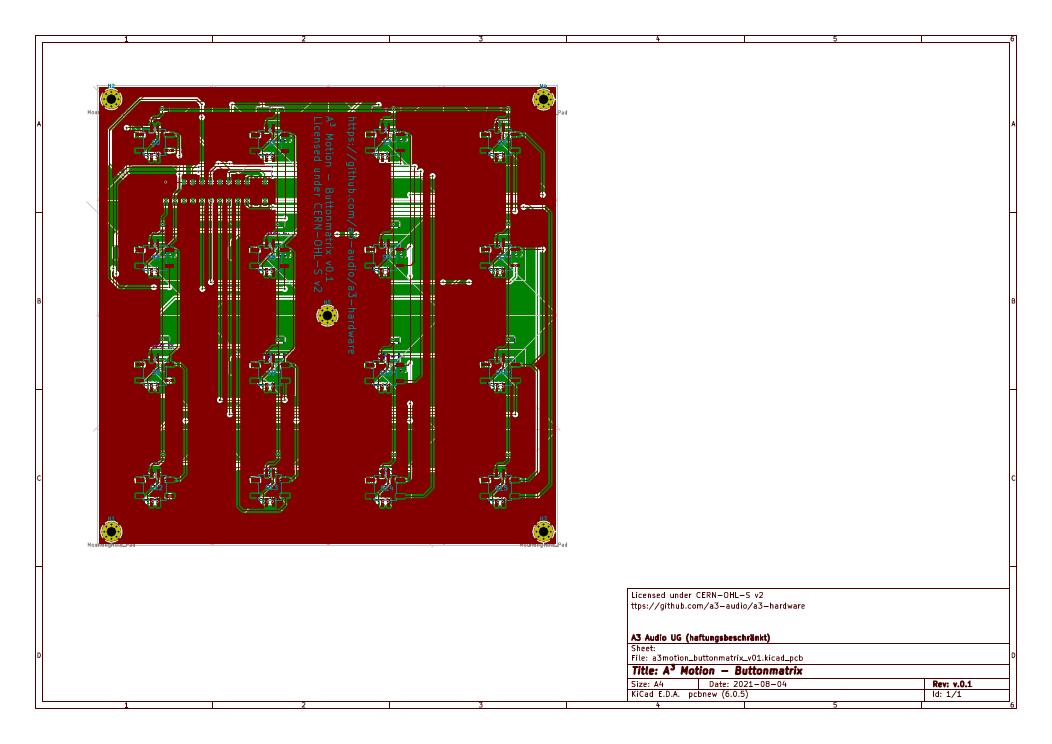 1 2 3 4 5 6
A
B
C
D
A
B
C
D
A³ Motion – Buttonmatrix v0.1
Licensed under CERN-OHL-S v2
https://github.com/a3-audio/a3-hardware
MountingHole_Pad
MountingHole_Pad
Licensed under CERN-OHL-S v2
ttps://github.com/a3-audio/a3-hardware
A3 Audio UG (haftungsbeschränkt)
Sheet:
File: a3motion_buttonmatrix_v01.kicad_pcb
Title: A³ Motion – Buttonmatrix
Size: A4 Date: 2021-08-04 Rev: v.0.1
KiCad E.D.A. pcbnew (6.0.5) Id: 1/1
1 2 3 4 5 6